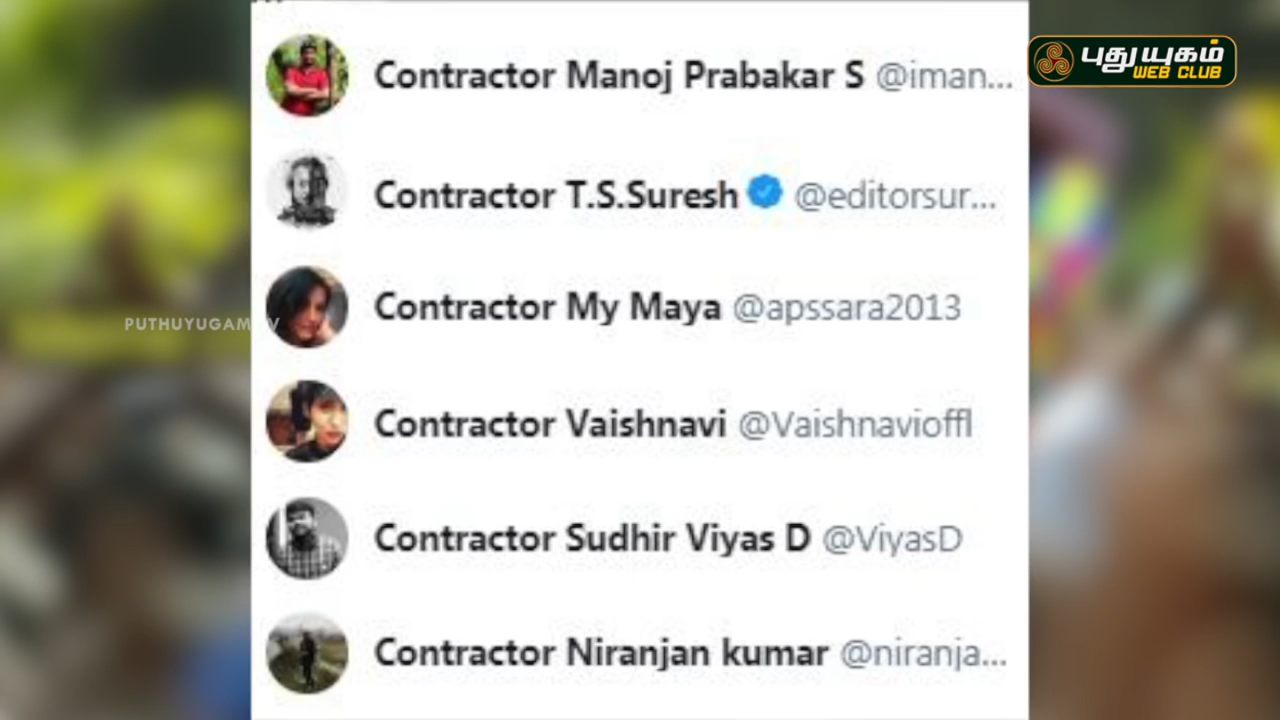 Contractor Manoj Prabakar S @iman...
புதுயுகம்
WEB CLUB
Contractor T.S.Suresh @editorsur...
Contractor My Maya @apssara2013
PUTHUYUGAM TV
Contractor Vaishnavi @Vaishnavioffl
Contractor Sudhir Viyas D @ViyasD
Contractor Niranjan kumar @niranja...